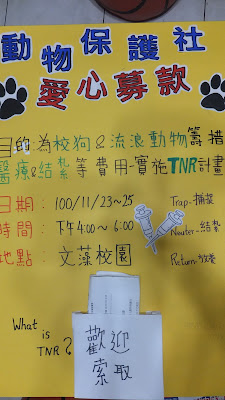 動物保護社
愛心募款
目的:為校狗&流浪動物籌措
醫療&結紮等費用-實施TNR計畫
日期:100/11/23~25
時間:下午4:00~6:00
地點:文藻校園
Trap-捕捉
Neuter-結紮
Return-放養
What is TNR?
歡迎
索取